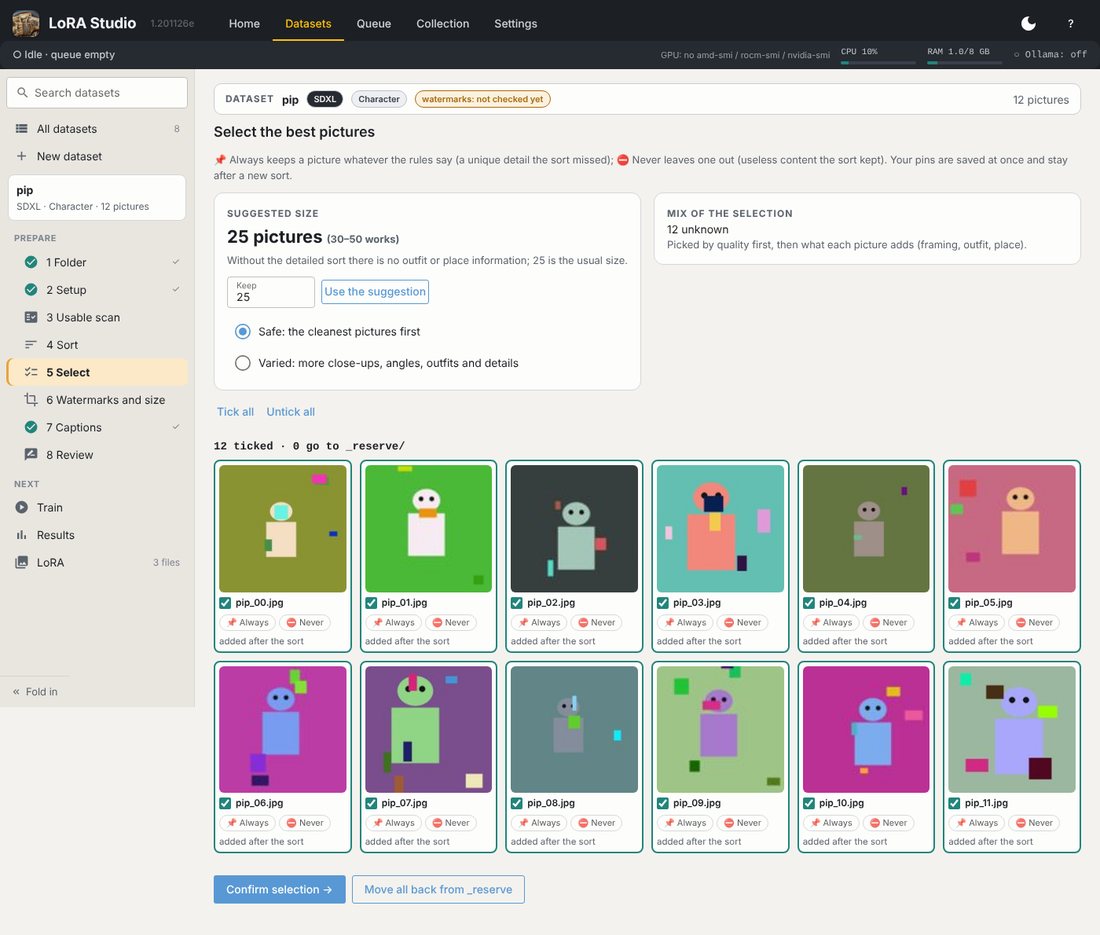 LoRA Studio 1.201126e Home Datasets Queue Collection Settings ?
Idle · queue empty GPU: no amd-smi / rocm-smi / nvidia-smi CPU 10% RAM 1.0/8 GB Ollama: off
Search datasets
All datasets 8
New dataset
pip
SDXL · Character · 12 pictures
PREPARE
1 Folder
2 Setup
3 Usable scan
4 Sort
5 Select
6 Watermarks and size
7 Captions
8 Review
NEXT
Train
Results
LoRA 3 files
« Fold in
DATASET pip SDXL Character watermarks: not checked yet 12 pictures
Select the best pictures
📌 Always keeps a picture whatever the rules say (a unique detail the sort missed); ⛔ Never leaves one out (useless content the sort kept). Your pins are saved at once and stay
after a new sort.
SUGGESTED SIZE
25 pictures (30–50 works)
Without the detailed sort there is no outfit or place information; 25 is the usual size.
Keep
25
Use the suggestion
Safe: the cleanest pictures first
Varied: more close-ups, angles, outfits and details
MIX OF THE SELECTION
12 unknown
Picked by quality first, then what each picture adds (framing, outfit, place).
Tick all Untick all
12 ticked · 0 go to _reserve/
pip_00.jpg pip_01.jpg pip_02.jpg pip_03.jpg pip_04.jpg pip_05.jpg
📌 Always ⛔ Never 📌 Always ⛔ Never 📌 Always ⛔ Never 📌 Always ⛔ Never 📌 Always ⛔ Never 📌 Always ⛔ Never
added after the sort added after the sort added after the sort added after the sort added after the sort added after the sort
pip_06.jpg pip_07.jpg pip_08.jpg pip_09.jpg pip_10.jpg pip_11.jpg
📌 Always ⛔ Never 📌 Always ⛔ Never 📌 Always ⛔ Never 📌 Always ⛔ Never 📌 Always ⛔ Never 📌 Always ⛔ Never
added after the sort added after the sort added after the sort added after the sort added after the sort added after the sort
Confirm selection → Move all back from _reserve